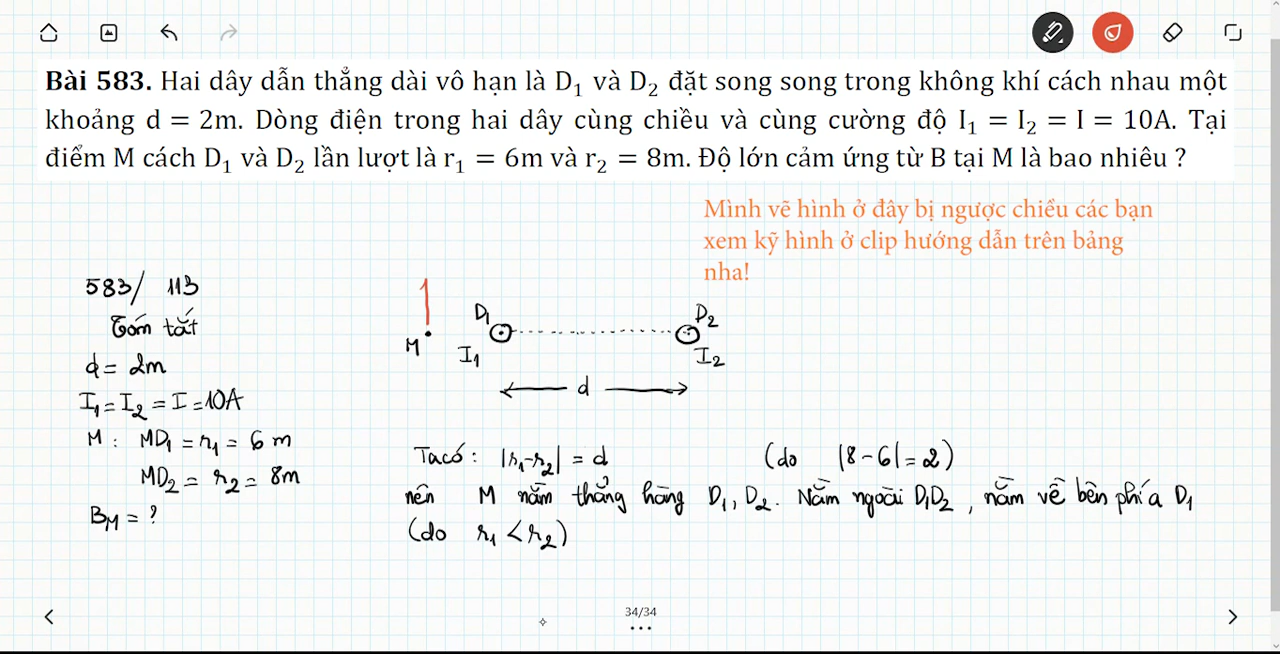 Bài 583. Hai dây dẫn thẳng dài vô hạn là D₁ và D₂ đặt song song trong không khí cách nhau một
khoảng d = 2m. Dòng điện trong hai dây cùng chiều và cùng cường độ I₁ = I₂ = I = 10A. Tại
điểm M cách D₁ và D₂ lần lượt là r₁ = 6m và r₂ = 8m. Độ lớn cảm ứng từ B tại M là bao nhiêu ?
Mình vẽ hình ở đây bị ngược chiều các bạn
xem kỹ hình ở clip hướng dẫn trên bảng
nha!
583/ 113
Tóm tắt
d = 2m
I₁ = I₂ = I = 10A
M : MD₁ = r₁ = 6 m
MD₂ = r₂ = 8m
B_M = ?
D₁ D₂
M I₁ I₂
d
Ta có : |r₁-r₂| = d (do |8-6| = 2)
nên M nằm thẳng hàng D₁, D₂. Nằm ngoài D₁D₂, nằm về bên phía D₁
(do r₁ < r₂)
34/34